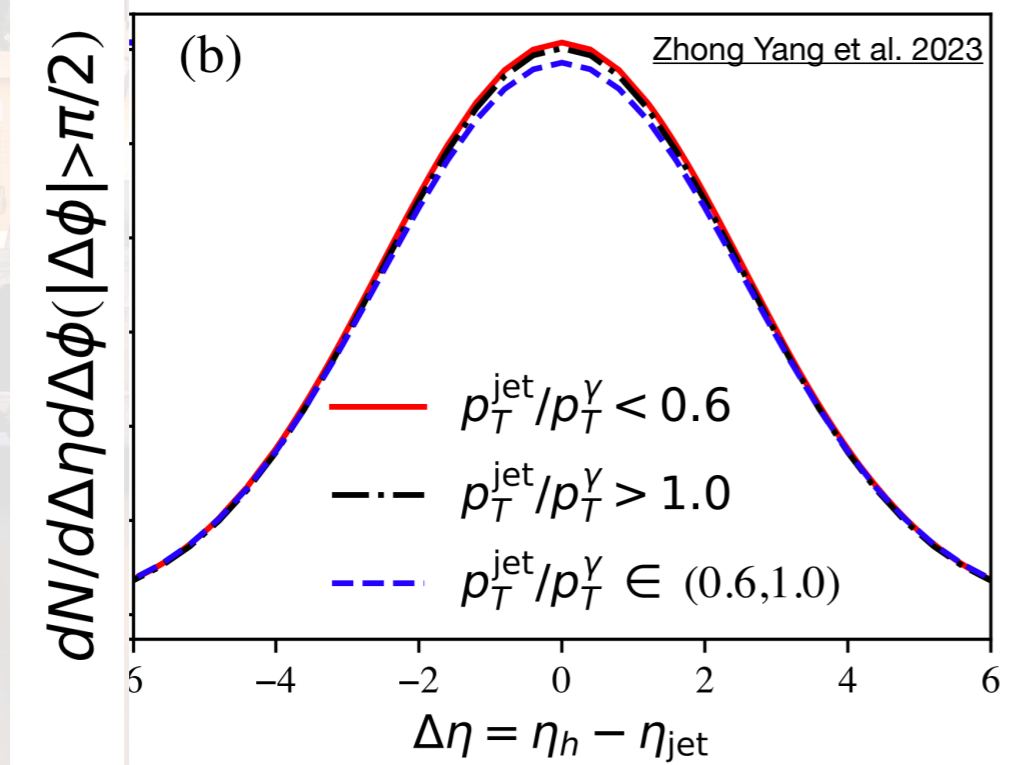 (b)
Zhong Yang et al. 2023
dN/dΔηdΔϕ(|Δϕ|>π/2)
p_T^jet/p_T^γ < 0.6
p_T^jet/p_T^γ > 1.0
p_T^jet/p_T^γ ∈ (0.6,1.0)
6 −4 −2 0 2 4 6
Δη = η_h − η_jet